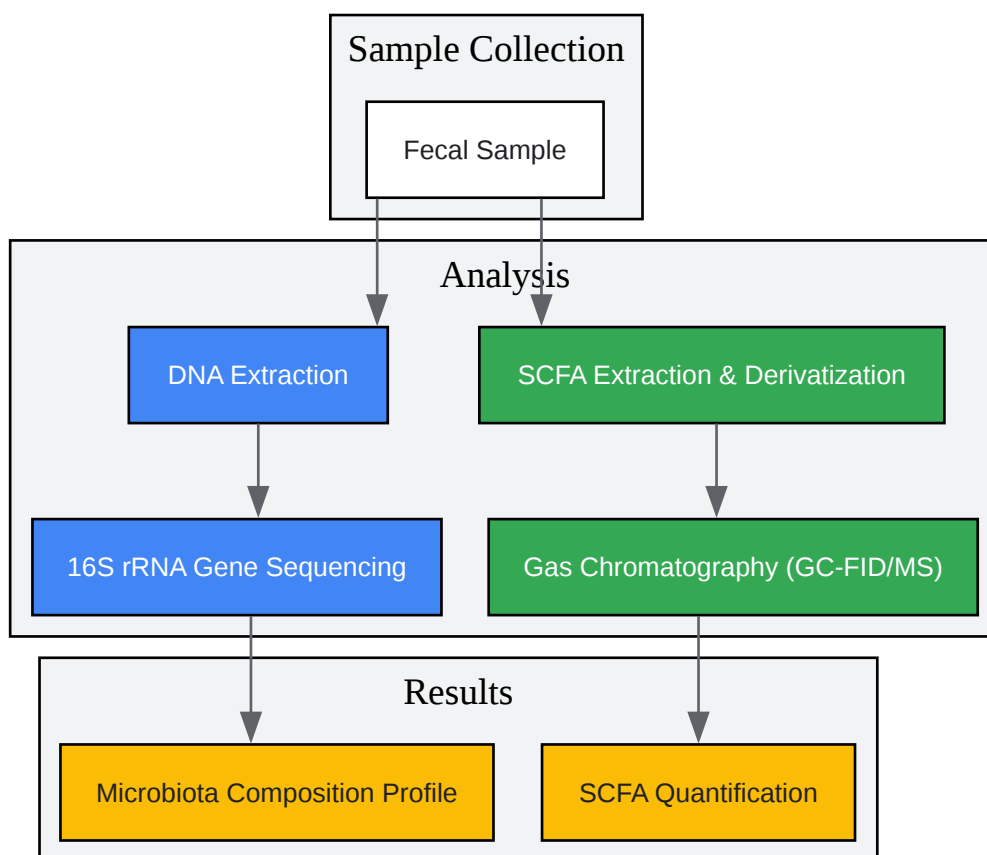 Sample Collection
Fecal Sample
Analysis
DNA Extraction
SCFA Extraction & Derivatization
16S rRNA Gene Sequencing
Gas Chromatography (GC-FID/MS)
Results
Microbiota Composition Profile
SCFA Quantification